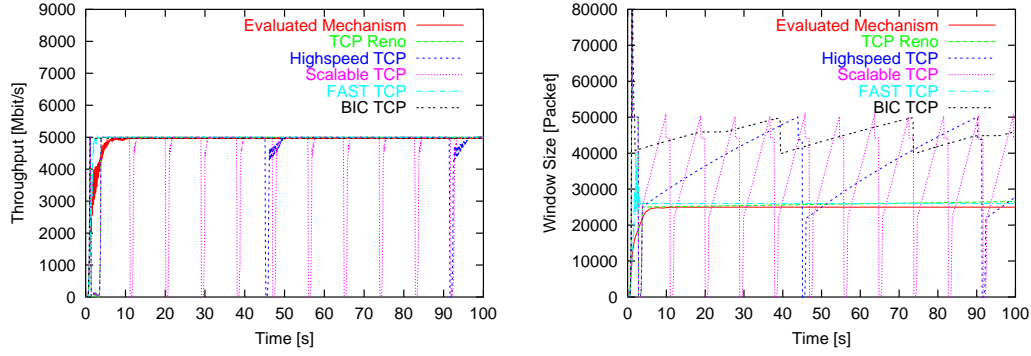 Throughput [Mbit/s]
9000
8000
7000
6000
5000
4000
3000
2000
1000
0
0 10 20 30 40 50 60 70 80 90 100
Time [s]
Evaluated Mechanism
TCP Reno
Highspeed TCP
Scalable TCP
FAST TCP
BIC TCP
Window Size [Packet]
80000
70000
60000
50000
40000
30000
20000
10000
0
0 10 20 30 40 50 60 70 80 90 100
Time [s]
Evaluated Mechanism
TCP Reno
Highspeed TCP
Scalable TCP
FAST TCP
BIC TCP